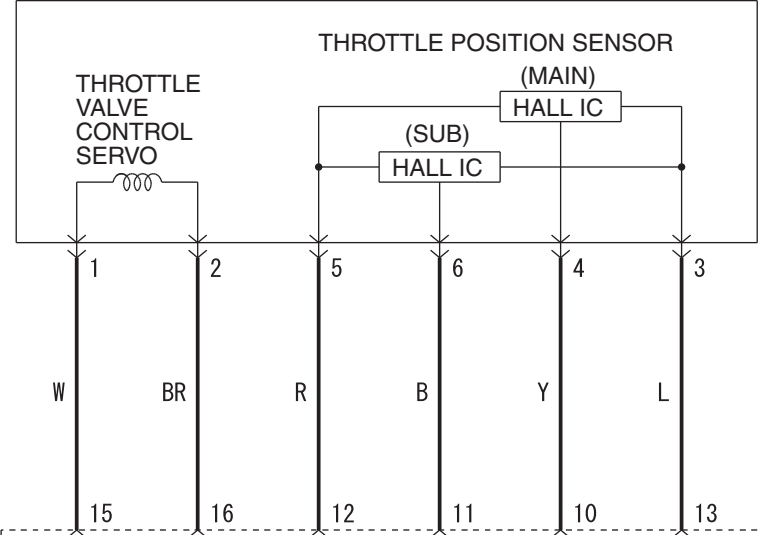 THROTTLE POSITION SENSOR
(MAIN)
HALL IC
THROTTLE
VALVE
CONTROL
SERVO
(SUB)
HALL IC
1 2 5 6 4 3
W BR R B Y L
15 16 12 11 10 13